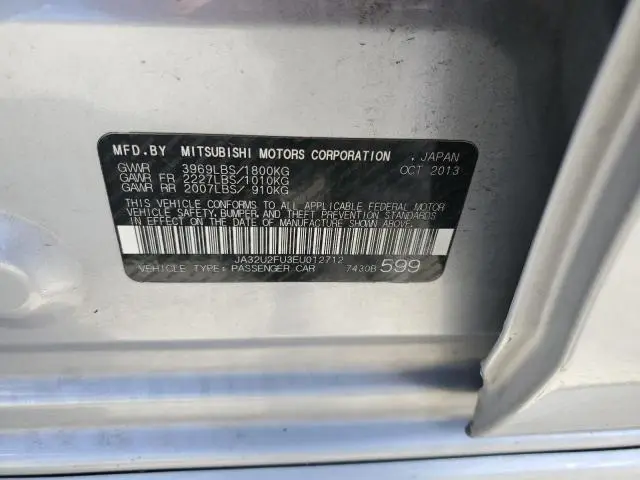 MFD.BY MITSUBISHI MOTORS CORPORATION , JAPAN
GVWR 3969LBS/1800KG OCT 2013
GAWR FR 2227LBS/1010KG
GAWR RR 2007LBS/ 910KG
THIS VEHICLE CONFORMS TO ALL APPLICABLE FEDERAL MOTOR
VEHICLE SAFETY, BUMPER, AND THEFT PREVENTION STANDARDS
IN EFFECT ON THE DATE OF MANUFACTURE SHOWN ABOVE.
JA32U2FU3EU012712
VEHICLE TYPE: PASSENGER CAR 7430B 599